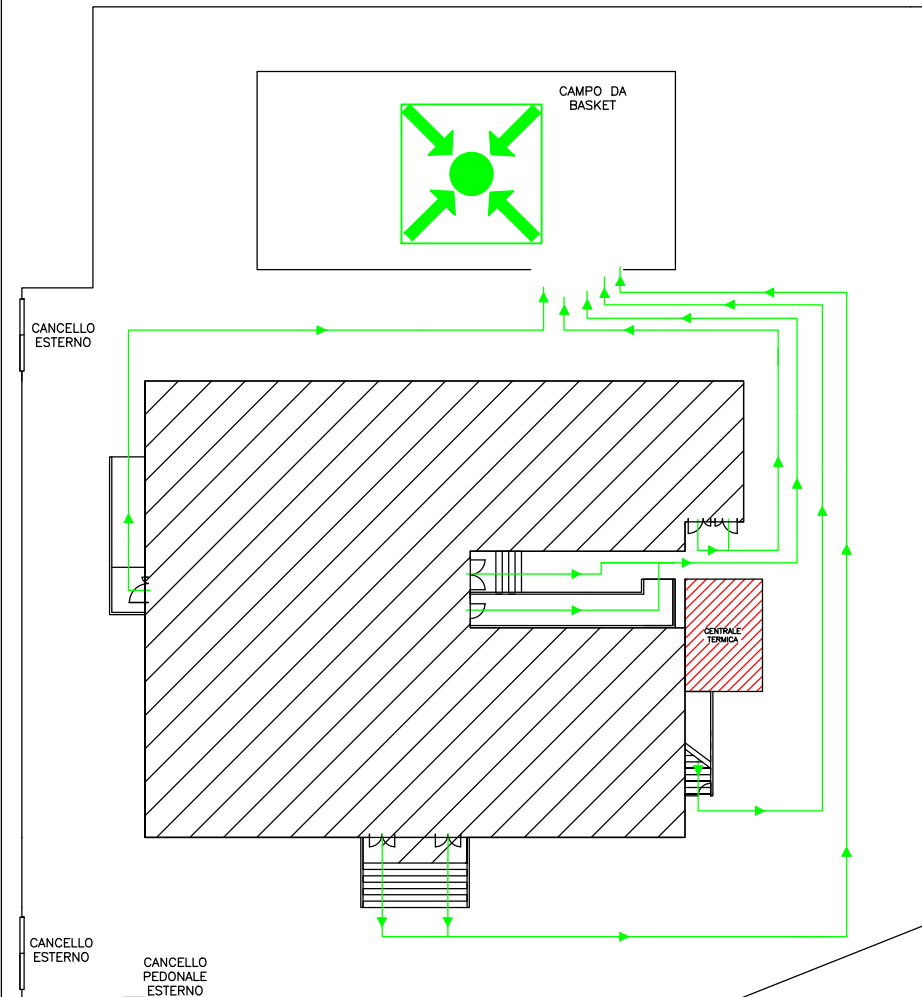 CAMPO DA
BASKET
CANCELLO
ESTERNO
CENTRALE
TERMICA
CANCELLO
ESTERNO
CANCELLO
PEDONALE
ESTERNO